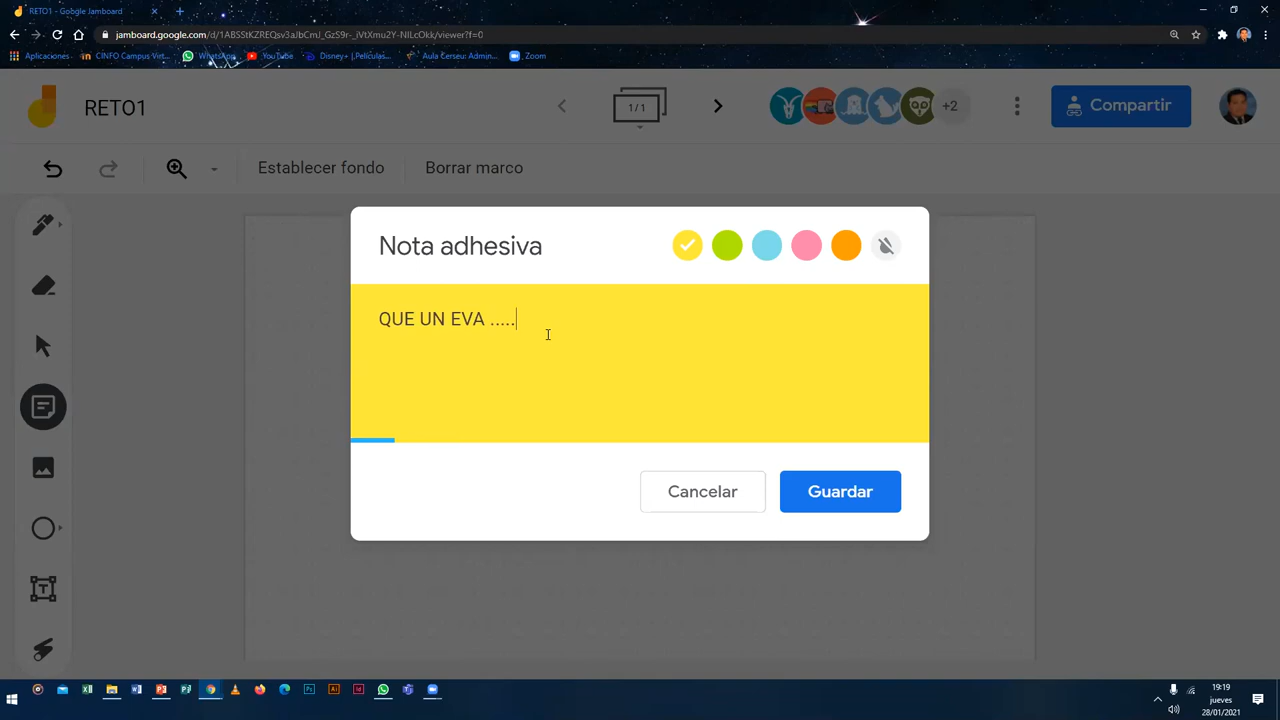 RETO1 - Google Jamboard
jamboard.google.com/d/1ABSStKZREQsv3aJbCmJ_GzS9r-_iVtXmu2Y-NILcOkk/viewer?f=0
Aplicaciones
CINFO Campus Virt...
WhatsApp
YouTube
Disney+ | Películas...
Aula Cerseu: Admin...
Zoom
RETO1
1/1
+2
Compartir
Establecer fondo
Borrar marco
Nota adhesiva
QUE UN EVA .....
Cancelar
Guardar
19:19
jueves
28/01/2021